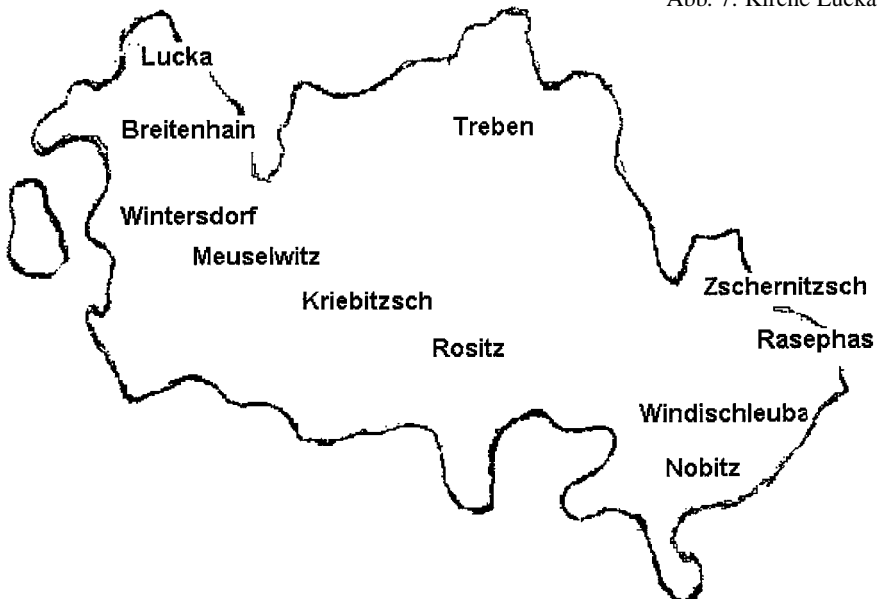 Abb. 7: Kirche Lucka
Lucka
Breitenhain
Treben
Wintersdorf
Meuselwitz
Zschernitzsch
Kriebitzsch
Rasephas
Rositz
Windischleuba
Nobitz